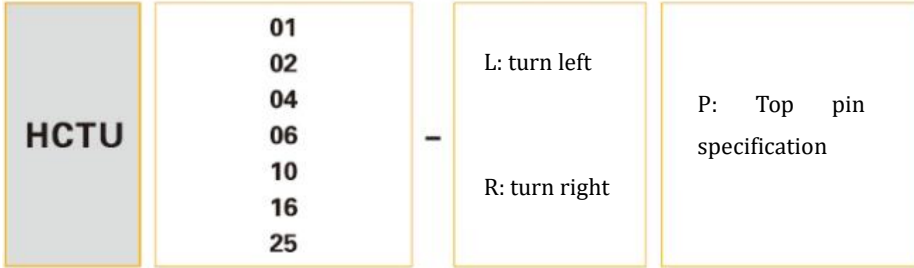 HCTU
01
02
04
06
10
16
25
–
L: turn left
R: turn right
P: Top pin
specification